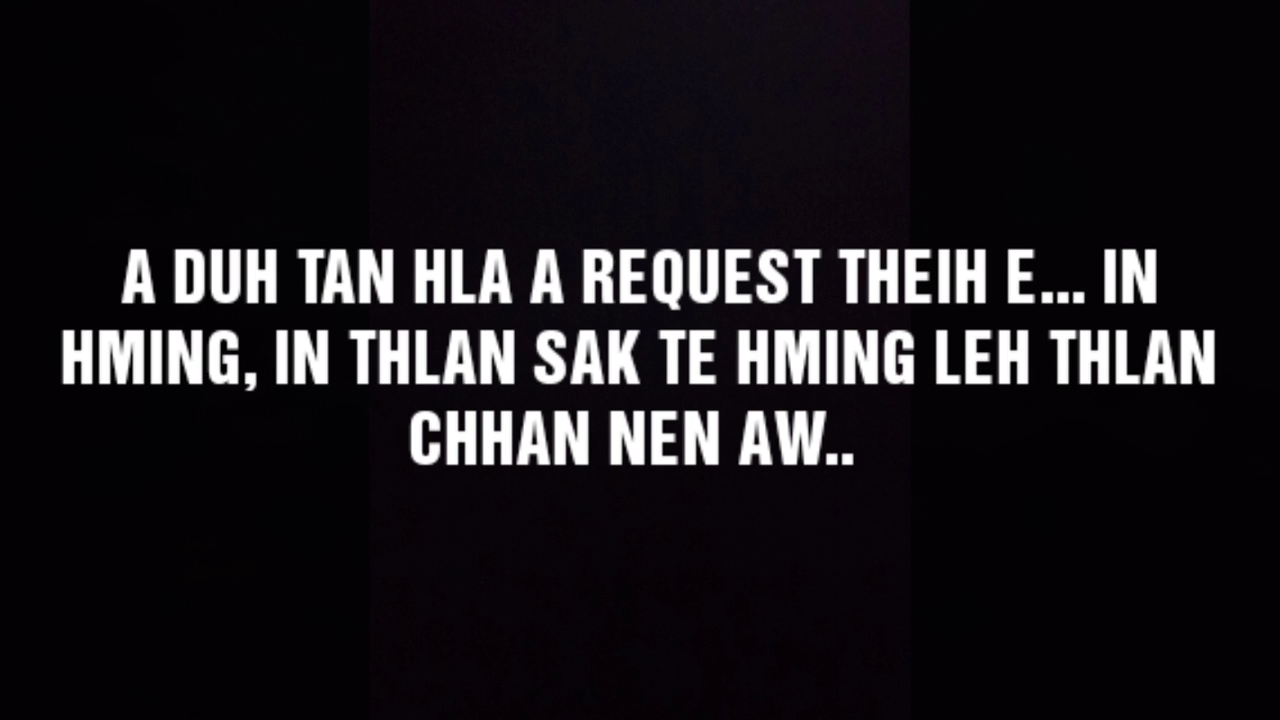 A DUH TAN HLA A REQUEST THEIH E... IN
HMING, IN THLAN SAK TE HMING LEH THLAN
CHHAN NEN AW..